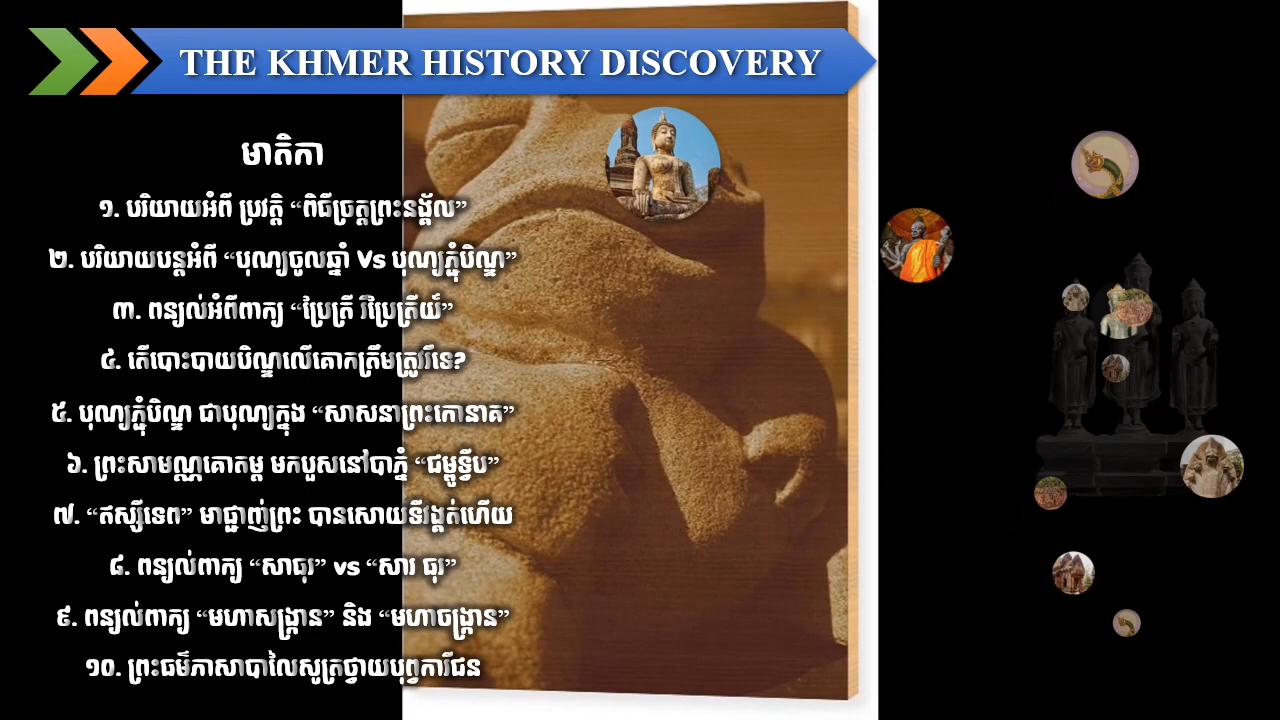 THE KHMER HISTORY DISCOVERY
មាតិកា
១. បរិយាយអំពី ប្រវត្តិ “ពិធីច្រត្តព្រះនង្គ័ល”
២. បរិយាយបន្តអំពី “បុណ្យចូលឆ្នាំ Vs បុណ្យភ្ជុំបិណ្ឌ”
៣. ពន្យល់អំពីពាក្យ “ប្រៃត្រី រឺប្រៃត្រីយ៍”
៤. តើបោះបាយបិណ្ឌលើគោកត្រឹមត្រូវរឺទេ?
៥. បុណ្យភ្ជុំបិណ្ឌ ជាបុណ្យក្នុង “សាសនាព្រះកោនាគ”
៦. ព្រះសាមណ្ណគោតម្ត មកបួសនៅបាភ្នំ “ជម្ពូទ្វីប”
៧. “ឥស្សីទេព” មាផ្ចាញ់ព្រះ បានសោយទីវង្គត់ហើយ
៨. ពន្យល់ពាក្យ “សាធុរ” vs “សារ ធុរ”
៩. ពន្យល់ពាក្យ “មហាសង្ក្រាន” និង “មហាចង្ក្រាន”
១០. ព្រះធម៌ភាសាបាលៃសូត្រថ្វាយបុព្វការីជន